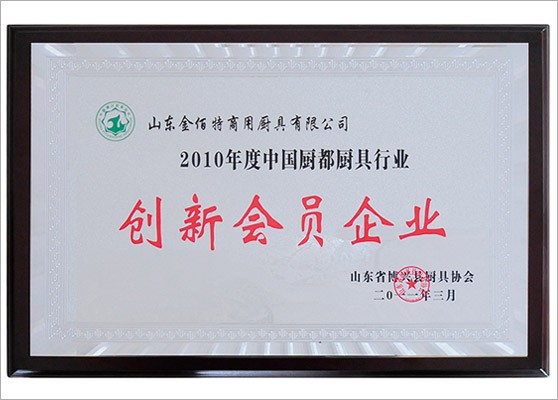 山东金佰特商用厨具有限公司
2010年度中国厨都厨具行业
创新会员企业
山东省博兴县厨具协会
二〇一一年三月